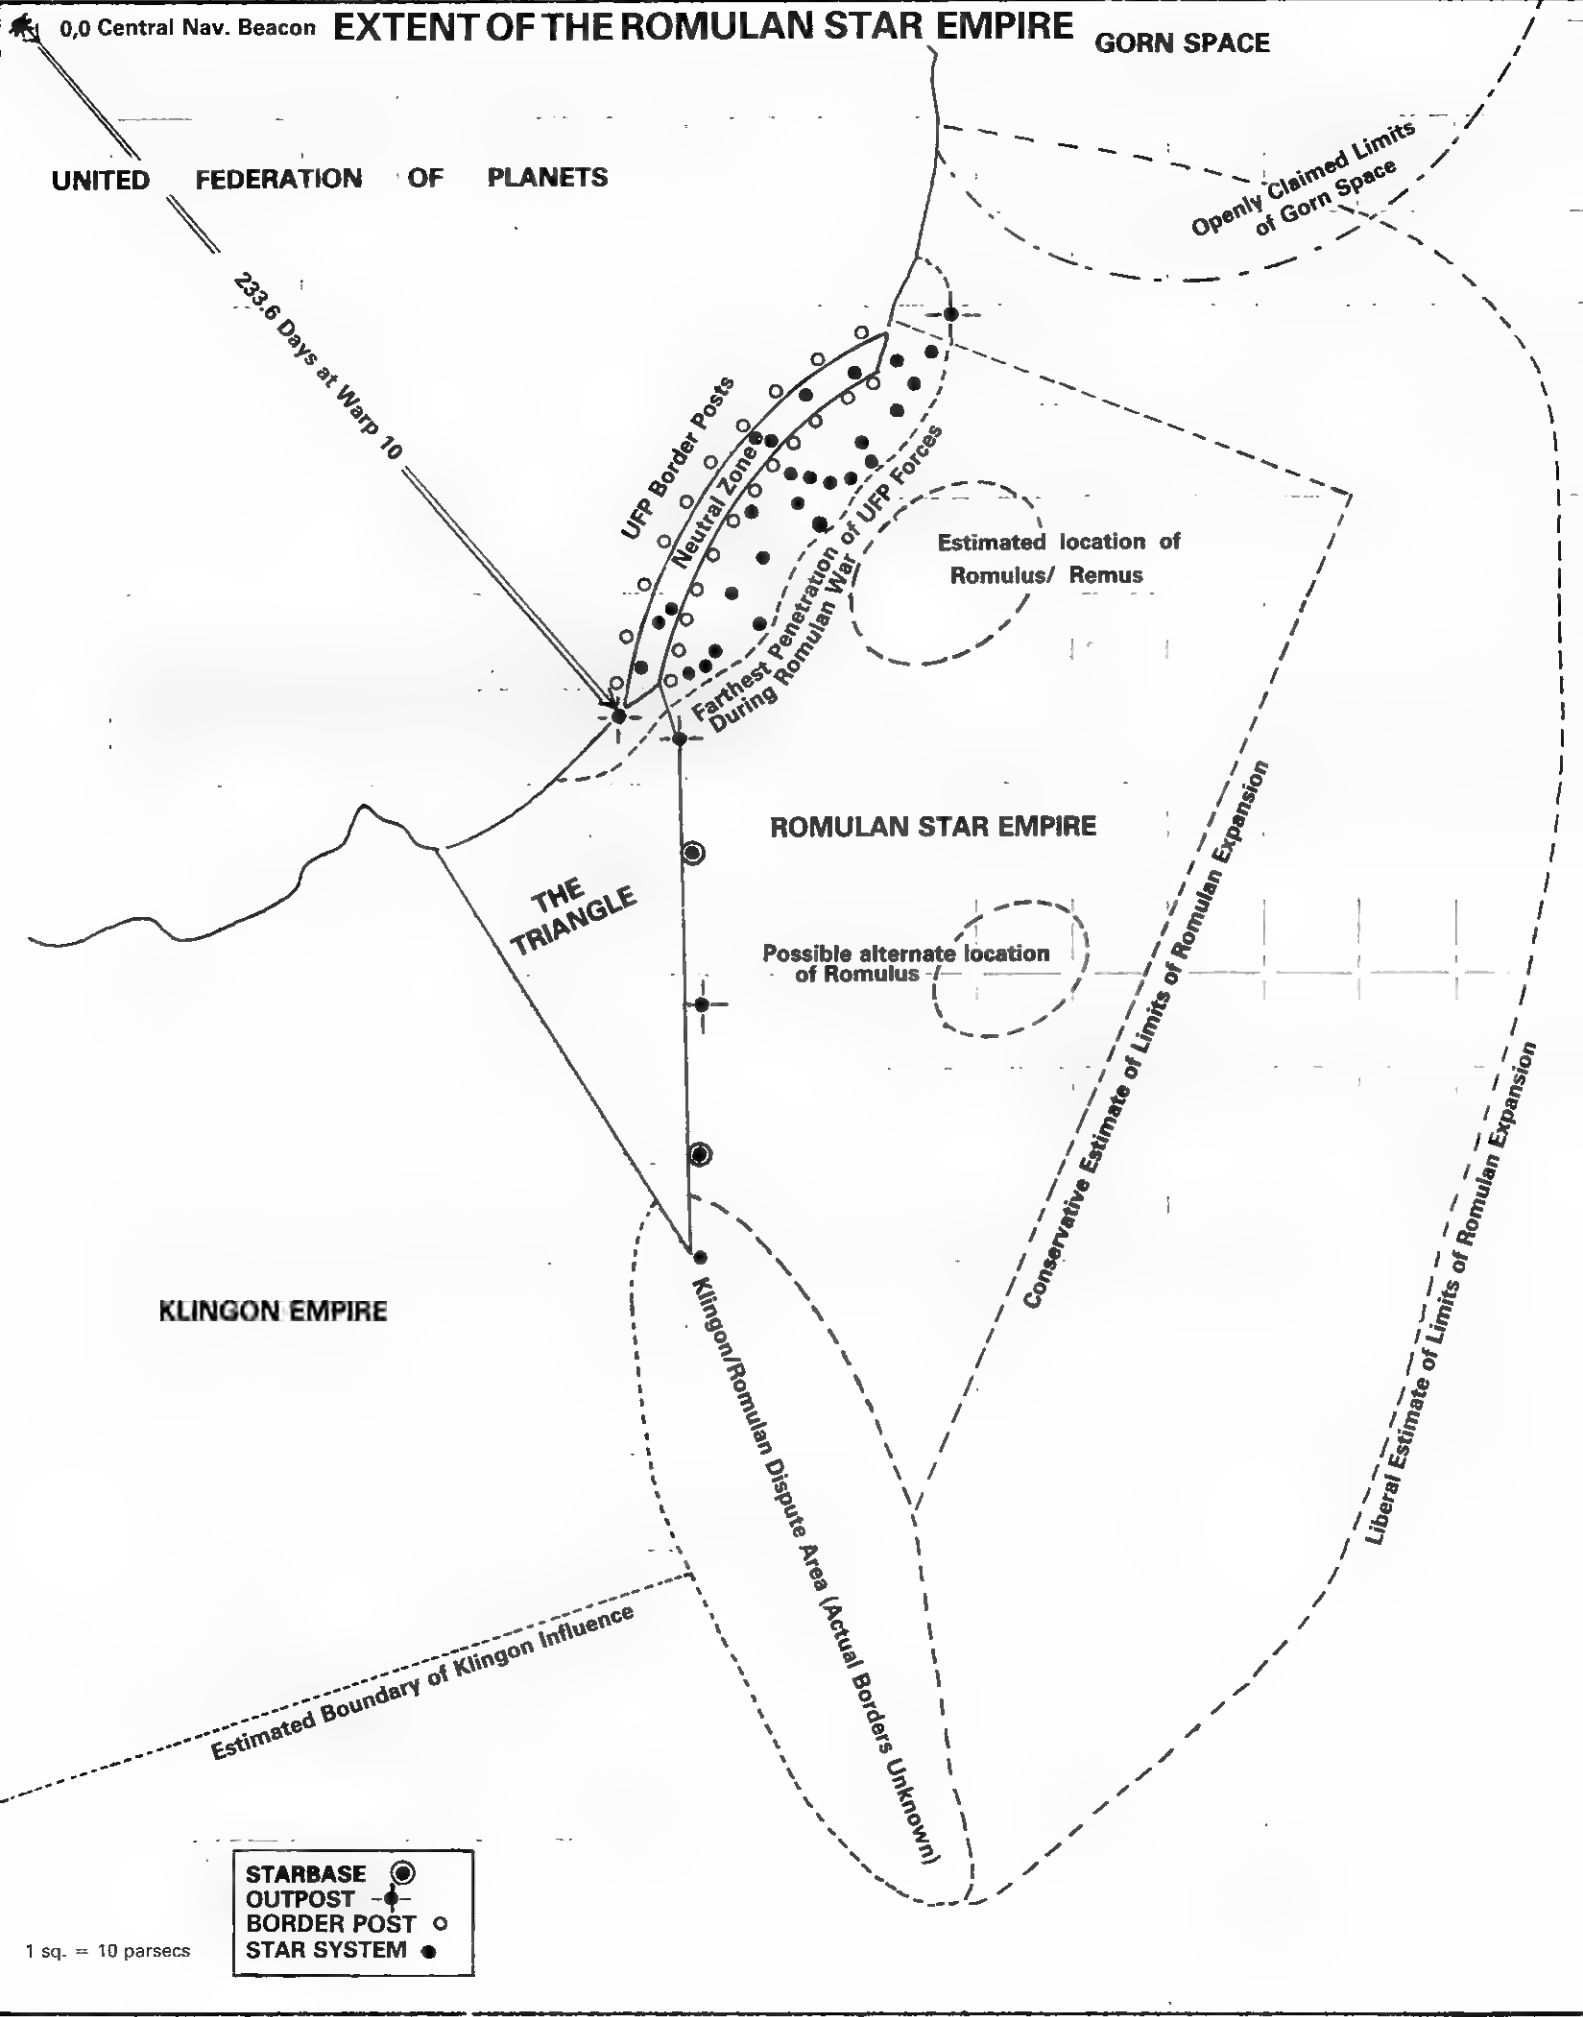 0,0 Central Nav. Beacon
EXTENT OF THE ROMULAN STAR EMPIRE
GORN SPACE
Openly Claimed Limits
of Gorn Space
UNITED FEDERATION OF PLANETS
233.6 Days at Warp 10
UFP Border Posts
Neutral Zone
Farthest Penetration of UFP Forces
During Romulan War
Estimated location of
Romulus/ Remus
ROMULAN STAR EMPIRE
THE
TRIANGLE
Possible alternate location
of Romulus
Conservative Estimate of Limits of Romulan Expansion
Liberal Estimate of Limits of Romulan Expansion
KLINGON EMPIRE
Klingon/Romulan Dispute Area (Actual Borders Unknown)
Estimated Boundary of Klingon Influence
STARBASE
OUTPOST
BORDER POST
STAR SYSTEM
1 sq. = 10 parsecs